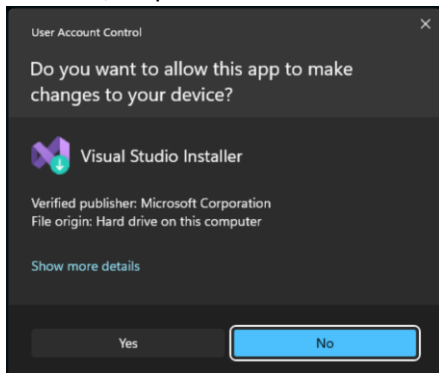 User Account Control
Do you want to allow this app to make
changes to your device?
Visual Studio Installer
Verified publisher: Microsoft Corporation
File origin: Hard drive on this computer
Show more details
Yes
No